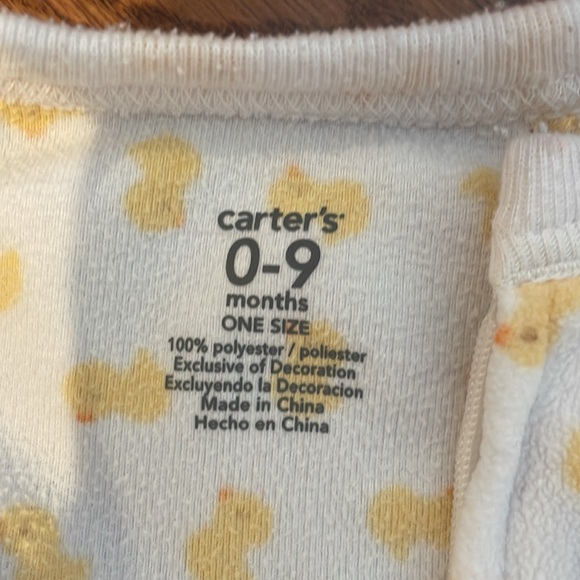 carter's
0-9
months
ONE SIZE
100% polyester / poliester
Exclusive of Decoration
Excluyendo la Decoracion
Made in China
Hecho en China